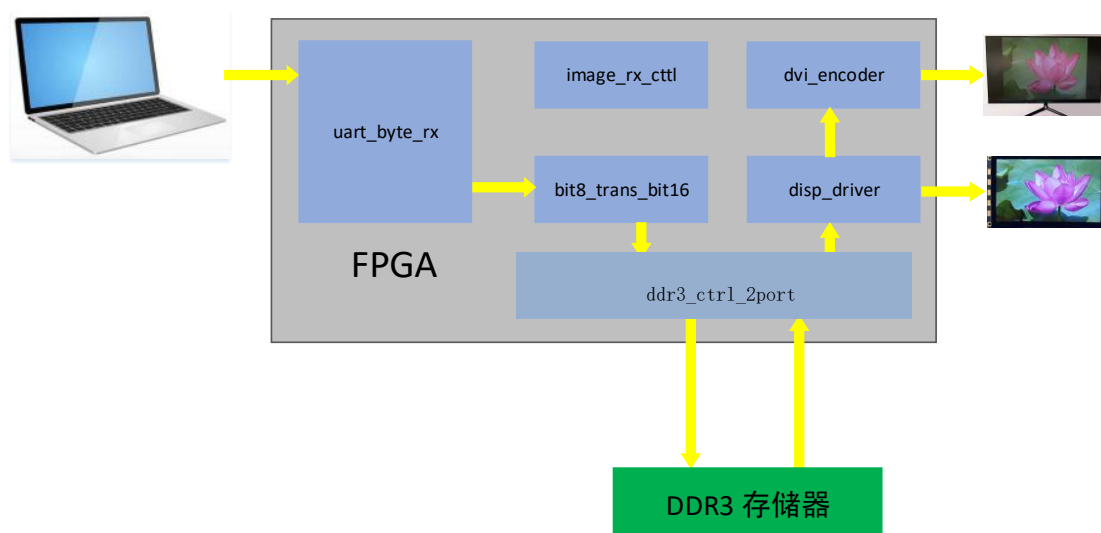 image_rx_cttl
dvi_encoder
uart_byte_rx
bit8_trans_bit16
disp_driver
FPGA
ddr3_ctrl_2port
DDR3 存储器